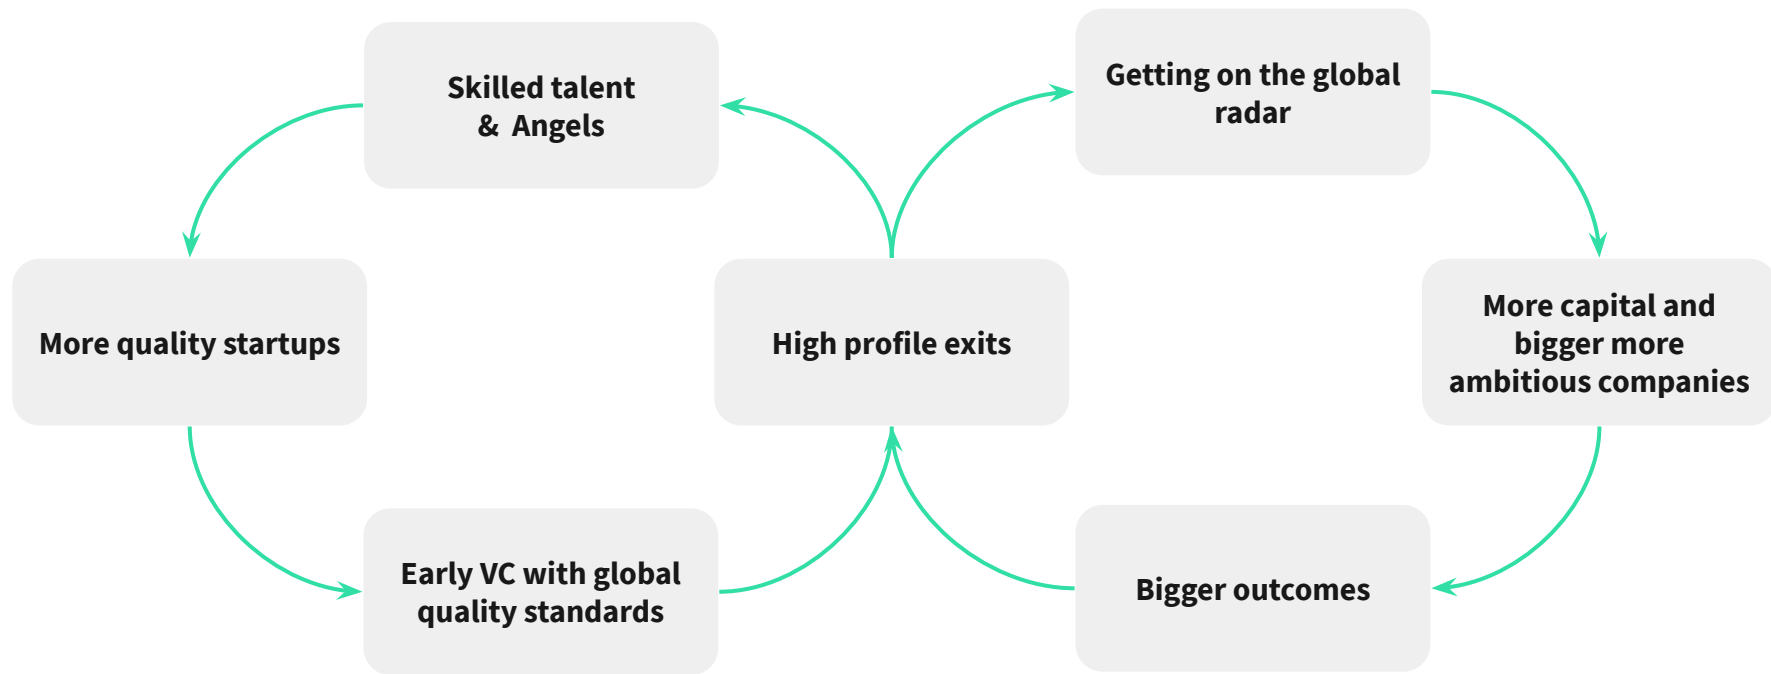 Skilled talent
& Angels
Getting on the global
radar
More quality startups
High profile exits
More capital and
bigger more
ambitious companies
Early VC with global
quality standards
Bigger outcomes